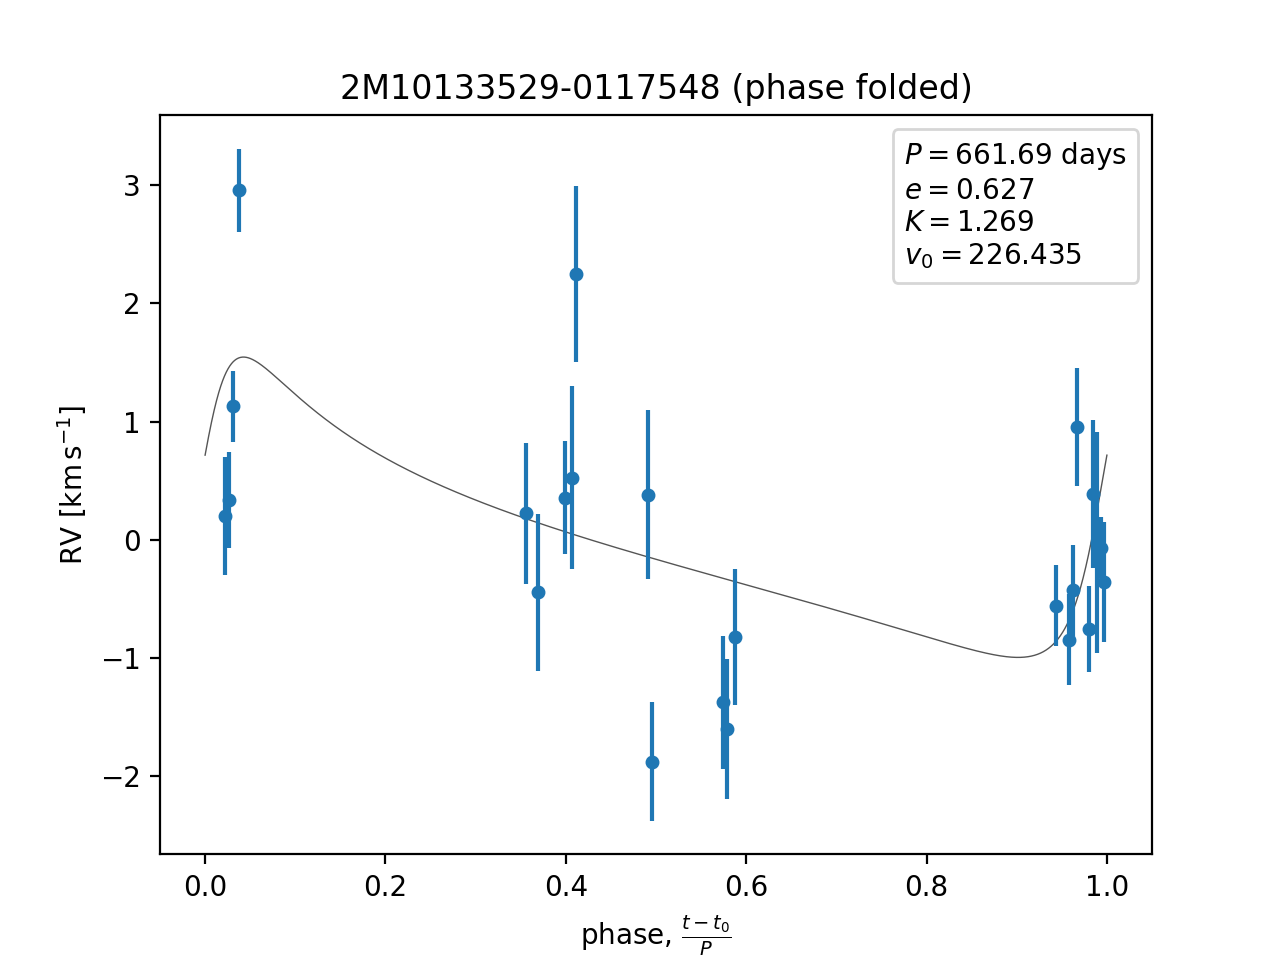 2M10133529-0117548 (phase folded)
P = 661.69 days
e = 0.627
K = 1.269
v₀ = 226.435
3
2
1
0
−1
−2
RV [km s⁻¹]
0.0 0.2 0.4 0.6 0.8 1.0
phase, (t − t₀)/P